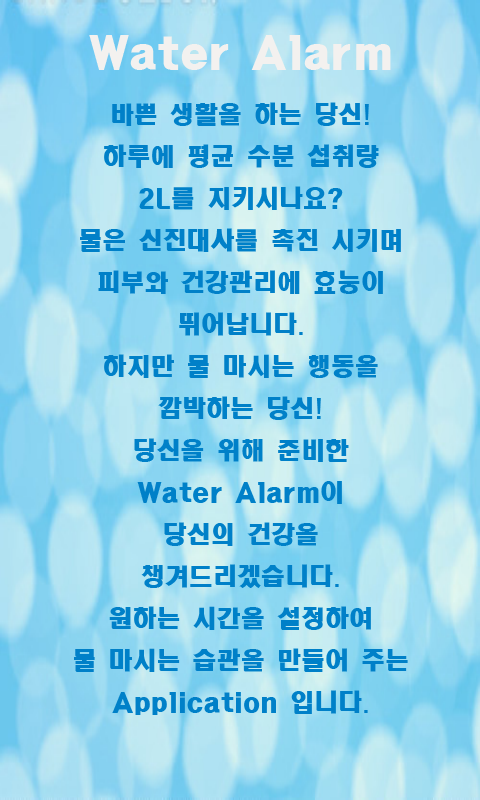 Water Alarm
바쁜 생활을 하는 당신!
하루에 평균 수분 섭취량
2L를 지키시나요?
물은 신진대사를 촉진 시키며
피부와 건강관리에 효능이
뛰어납니다.
하지만 물 마시는 행동을
깜박하는 당신!
당신을 위해 준비한
Water Alarm이
당신의 건강을
챙겨드리겠습니다.
원하는 시간을 설정하여
물 마시는 습관을 만들어 주는
Application 입니다.